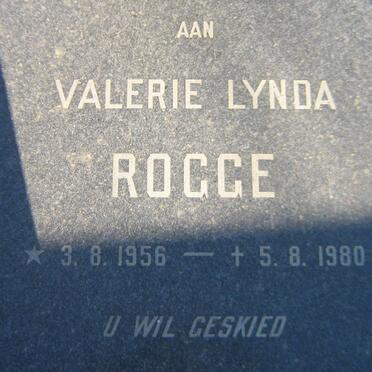 AAN
VALERIE LYNDA
ROGGE
★ 3. 8. 1956 — † 5. 8. 1980
U WIL GESKIED